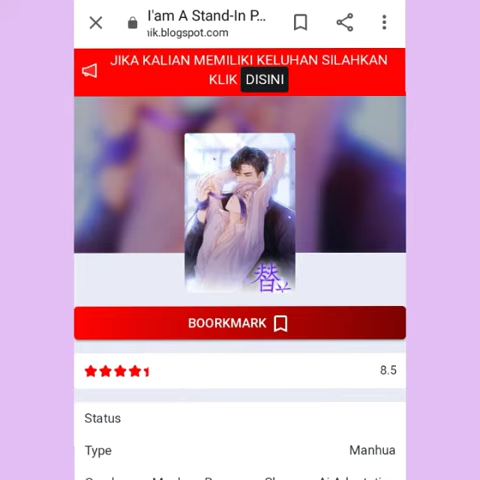 I'am A Stand-In P...
nik.blogspot.com
JIKA KALIAN MEMILIKI KELUHAN SILAHKAN
KLIK DISINI
替
BOORKMARK
8.5
Status
Type Manhua